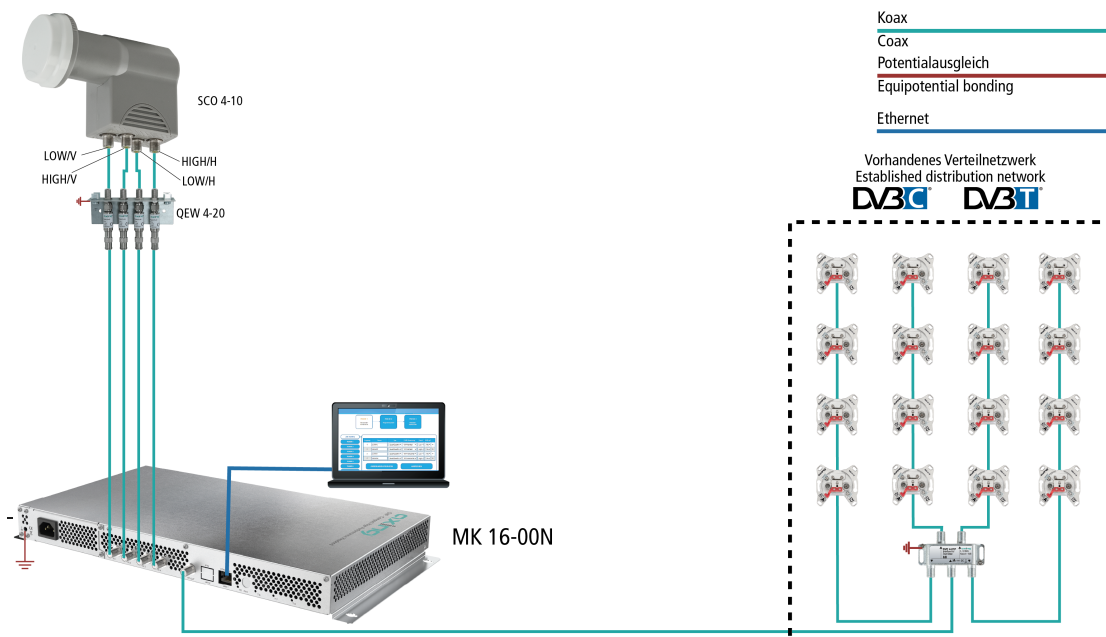 Koax
Coax
Potentialausgleich
Equipotential bonding
Ethernet
SCO 4-10
LOW/V
HIGH/H
HIGH/V
LOW/H
QEW 4-20
Vorhandenes Verteilnetzwerk
Established distribution network
DVB C DVB T
axing
MK 16-00N